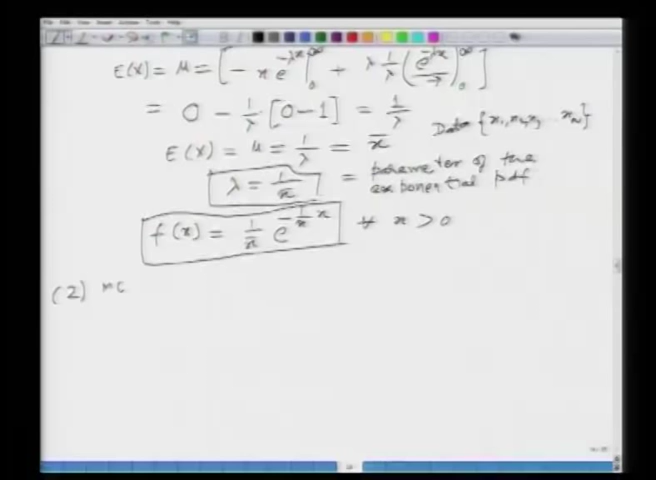 E(X) = μ = [ - x e^{-λx} |_0^∞ + λ 1/λ ( e^{-λx} / -λ )_0^∞ ]
= 0 - 1/λ [0-1] = 1/λ
Data {x₁, x₂, x₃ x_N}
E(X) = μ = 1/λ = x̄
λ = 1/x̄ = parameter of the exponential pdf
f(x) = 1/x̄ e^{-1/x̄ x} ∀ x > 0
(2) MC